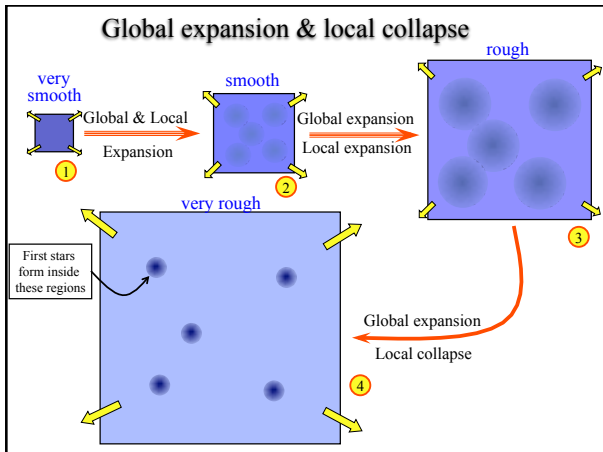 Global expansion & local collapse
very
smooth
Global & Local
Expansion
1
smooth
2
Global expansion
Local expansion
rough
3
Global expansion
Local collapse
very rough
4
First stars
form inside
these regions